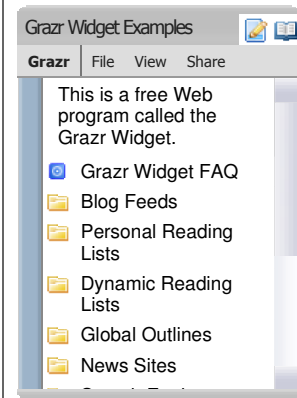 Grazr Widget Examples
Grazr File View Share
This is a free Web
program called the
Grazr Widget.
Grazr Widget FAQ
Blog Feeds
Personal Reading
Lists
Dynamic Reading
Lists
Global Outlines
News Sites